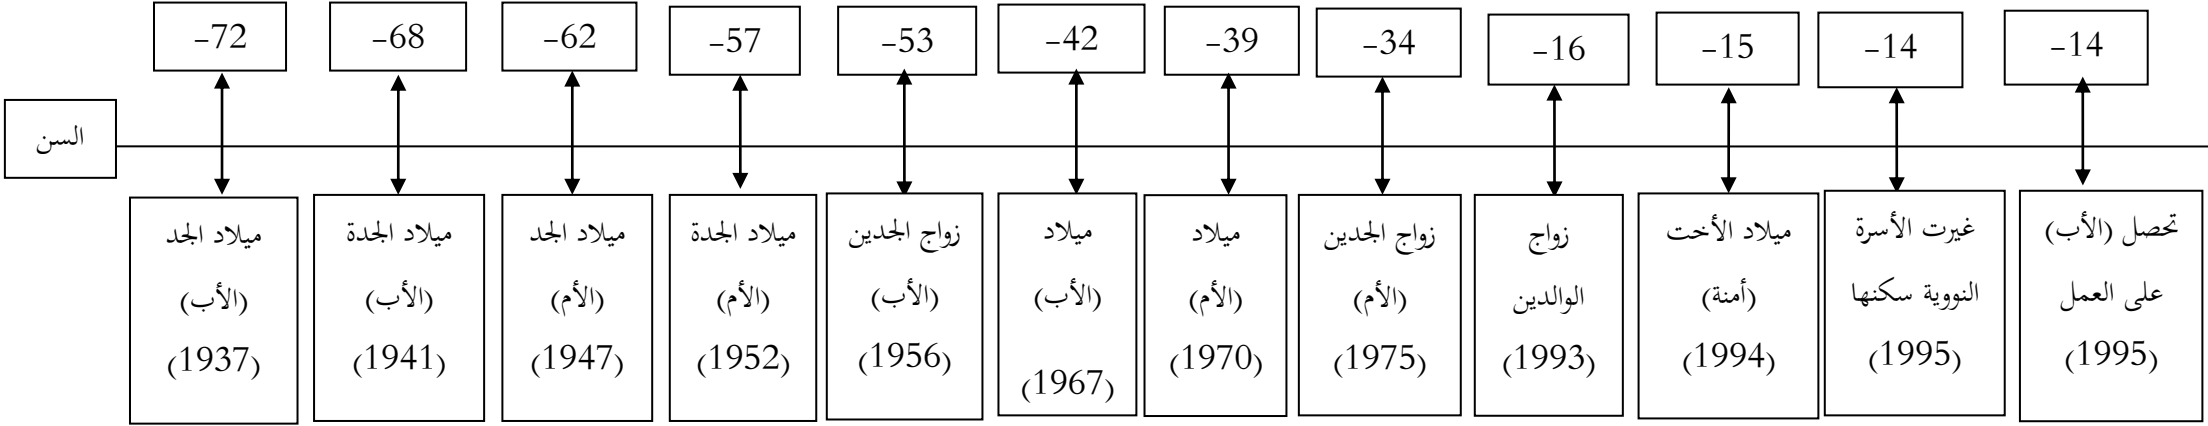 -72
-68
-62
-57
-53
-42
-39
-34
-16
-15
-14
-14
السن
ميلاد الجد
(الأب)
(1937)
ميلاد الجدة
(الأب)
(1941)
ميلاد الجد
(الأم)
(1947)
ميلاد الجدة
(الأم)
(1952)
زواج الجدين
(الأب)
(1956)
ميلاد
(الأب)
(1967)
ميلاد
(الأم)
(1970)
زواج الجدين
(الأم)
(1975)
زواج
الوالدين
(1993)
ميلاد الأخت
(أمنة)
(1994)
غيرت الأسرة
النووية سكنها
(1995)
تحصل (الأب)
على العمل
(1995)